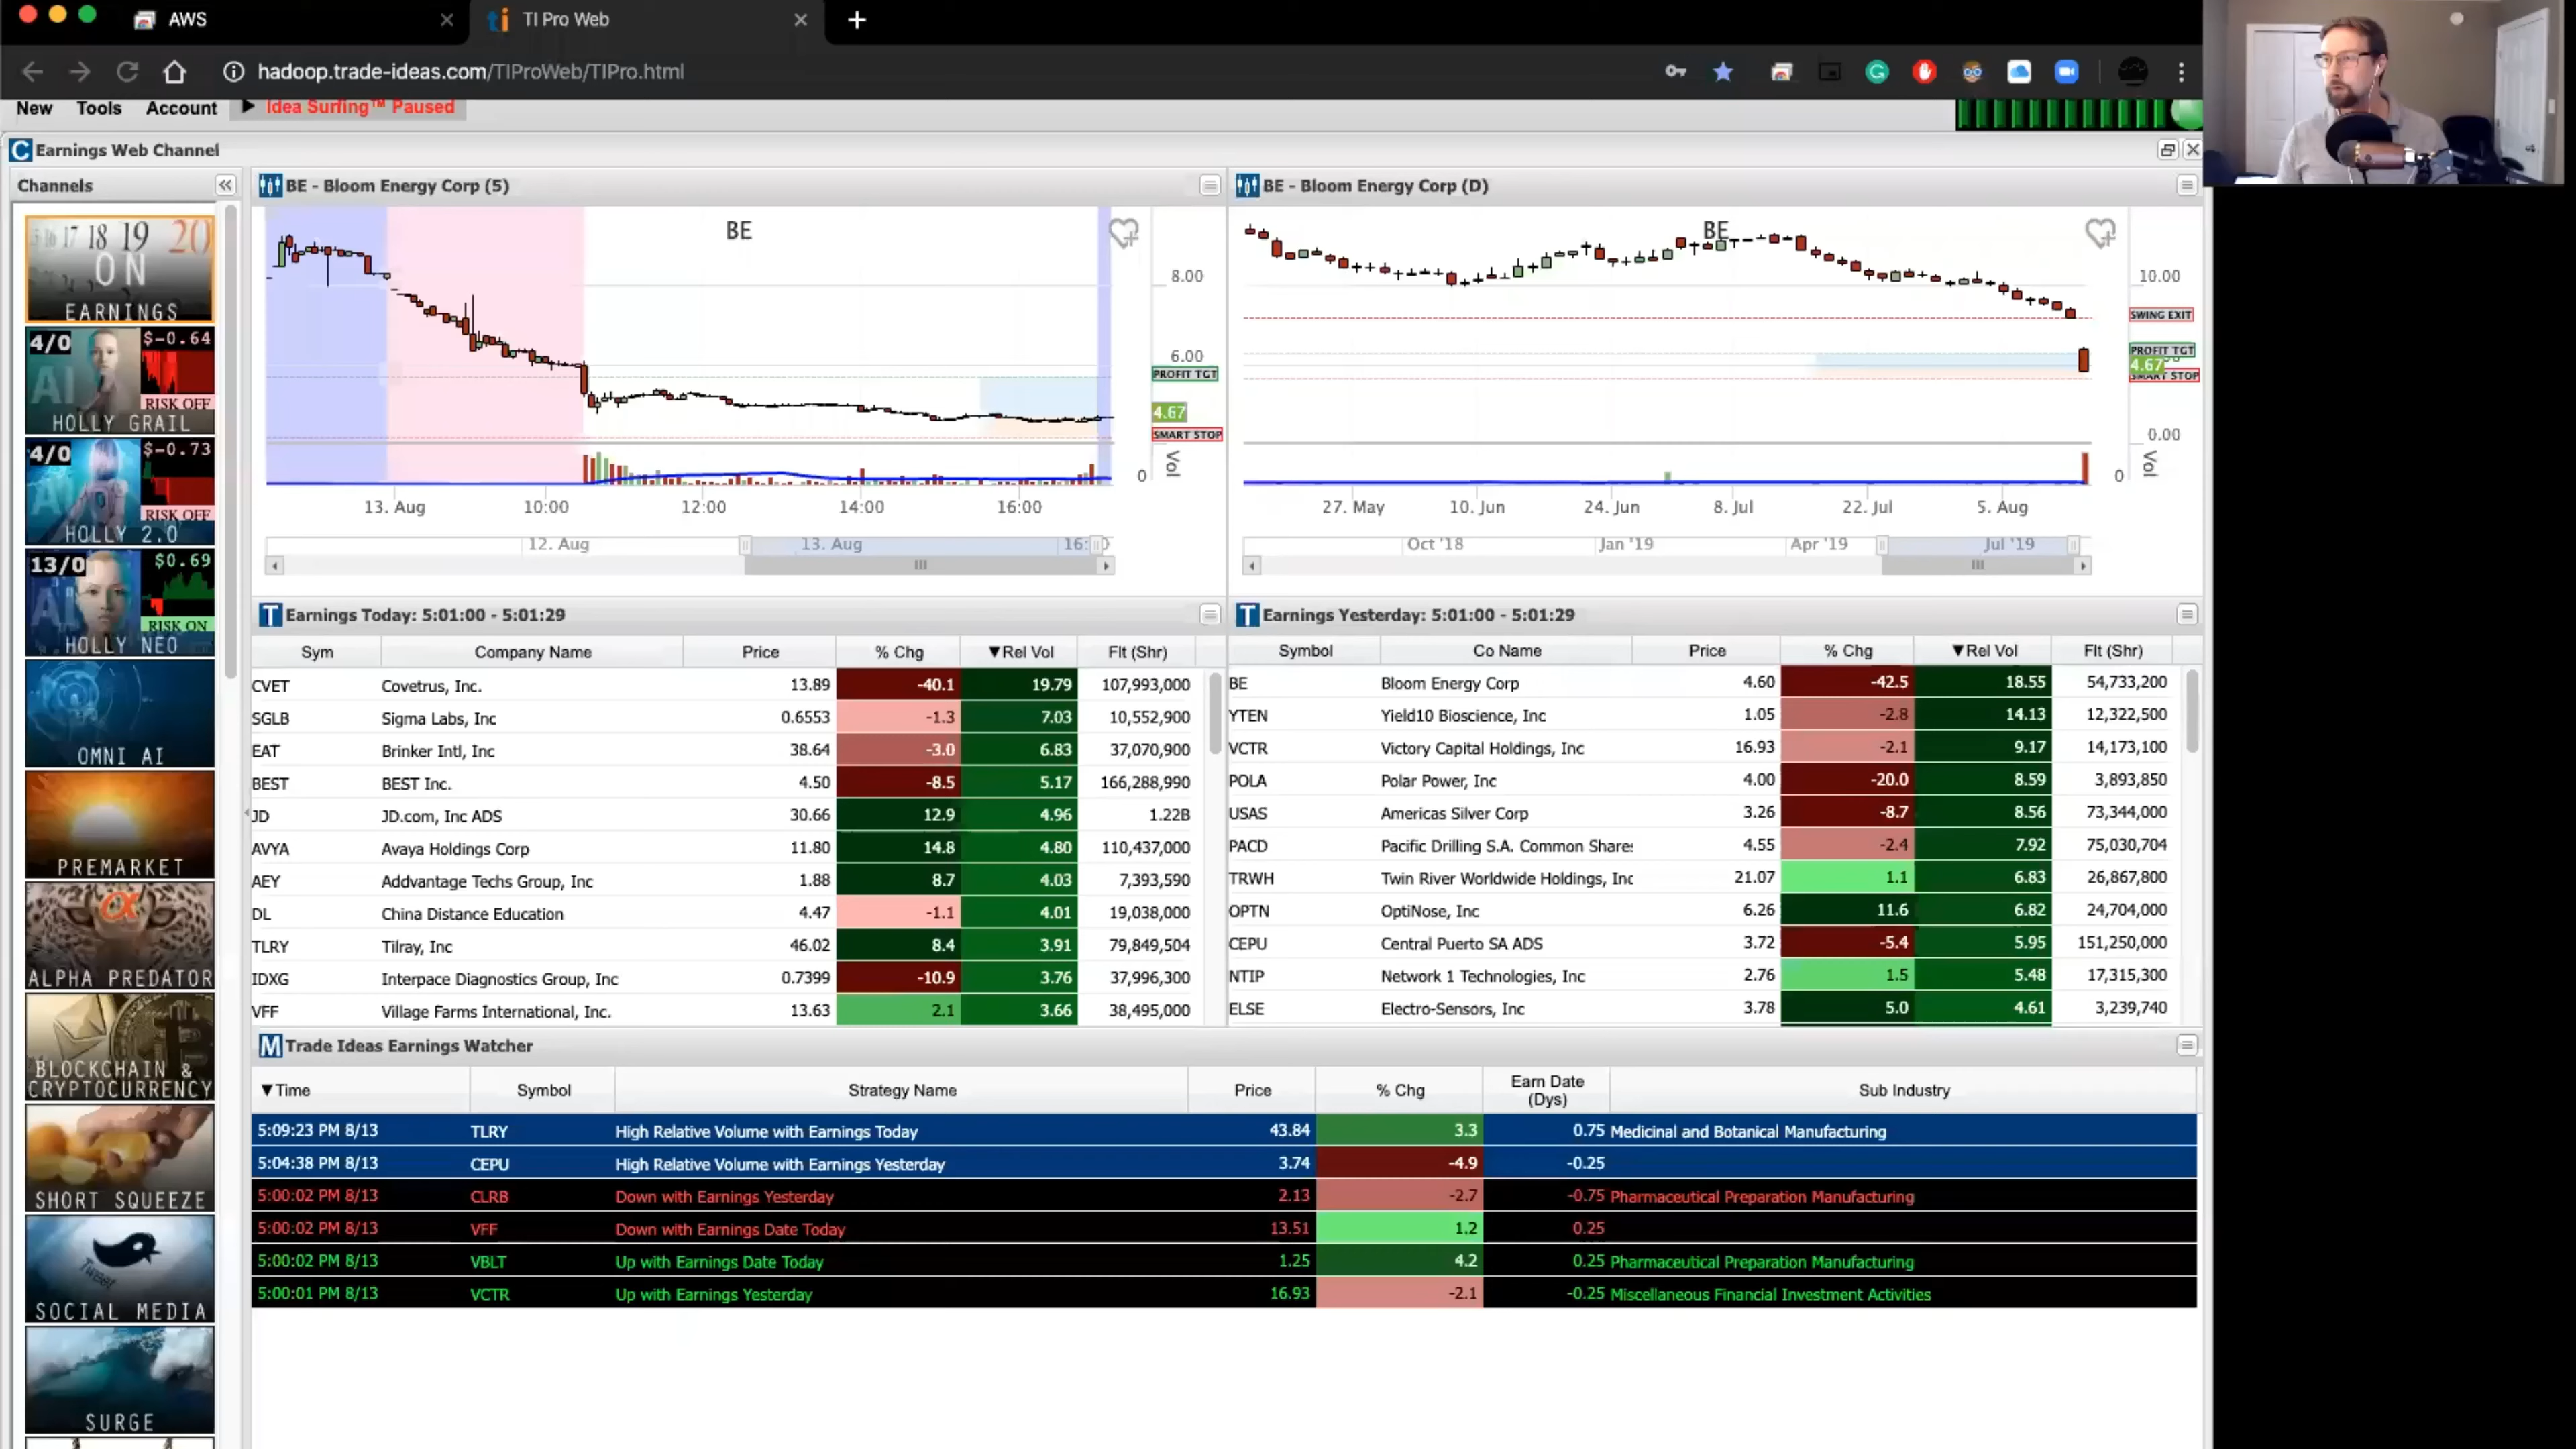 AWS
TI Pro Web
hadoop.trade-ideas.com/TIProWeb/TIPro.html
New Tools Account Idea Surfing™ Paused
Earnings Web Channel
Channels
ON
EARNINGS
4/0 $-0.64
RISK OFF
HOLLY GRAIL
4/0 $-0.73
RISK OFF
HOLLY 2.0
13/0 $0.69
RISK ON
HOLLY NEO
OMNI AI
PREMARKET
ALPHA PREDATOR
BLOCKCHAIN &
CRYPTOCURRENCY
SHORT SQUEEZE
Tweet
SOCIAL MEDIA
SURGE
BE - Bloom Energy Corp (5)
BE
8.00
6.00
PROFIT TGT
4.67
SMART STOP
0 Vol
13. Aug 10:00 12:00 14:00 16:00
12. Aug 13. Aug
BE - Bloom Energy Corp (D)
BE
10.00
SWING EXIT
PROFIT TGT
4.67
SMART STOP
0.00
0 Vol
27. May 10. Jun 24. Jun 8. Jul 22. Jul 5. Aug
Oct '18 Jan '19 Apr '19 Jul '19
Earnings Today: 5:01:00 - 5:01:29
Sym Company Name Price % Chg ▼Rel Vol Flt (Shr)
CVET Covetrus, Inc. 13.89 -40.1 19.79 107,993,000
SGLB Sigma Labs, Inc 0.6553 -1.3 7.03 10,552,900
EAT Brinker Intl, Inc 38.64 -3.0 6.83 37,070,900
BEST BEST Inc. 4.50 -8.5 5.17 166,288,990
JD JD.com, Inc ADS 30.66 12.9 4.96 1.22B
AVYA Avaya Holdings Corp 11.80 14.8 4.80 110,437,000
AEY Addvantage Techs Group, Inc 1.88 8.7 4.03 7,393,590
DL China Distance Education 4.47 -1.1 4.01 19,038,000
TLRY Tilray, Inc 46.02 8.4 3.91 79,849,504
IDXG Interpace Diagnostics Group, Inc 0.7399 -10.9 3.76 37,996,300
VFF Village Farms International, Inc. 13.63 2.1 3.66 38,495,000
Earnings Yesterday: 5:01:00 - 5:01:29
Symbol Co Name Price % Chg ▼Rel Vol Flt (Shr)
BE Bloom Energy Corp 4.60 -42.5 18.55 54,733,200
YTEN Yield10 Bioscience, Inc 1.05 -2.8 14.13 12,322,500
VCTR Victory Capital Holdings, Inc 16.93 -2.1 9.17 14,173,100
POLA Polar Power, Inc 4.00 -20.0 8.59 3,893,850
USAS Americas Silver Corp 3.26 -8.7 8.56 73,344,000
PACD Pacific Drilling S.A. Common Shares 4.55 -2.4 7.92 75,030,704
TRWH Twin River Worldwide Holdings, Inc 21.07 1.1 6.83 26,867,800
OPTN OptiNose, Inc 6.26 11.6 6.82 24,704,000
CEPU Central Puerto SA ADS 3.72 -5.4 5.95 151,250,000
NTIP Network 1 Technologies, Inc 2.76 1.5 5.48 17,315,300
ELSE Electro-Sensors, Inc 3.78 5.0 4.61 3,239,740
Trade Ideas Earnings Watcher
▼Time Symbol Strategy Name Price % Chg Earn Date (Dys) Sub Industry
5:09:23 PM 8/13 TLRY High Relative Volume with Earnings Today 43.84 3.3 0.75 Medicinal and Botanical Manufacturing
5:04:38 PM 8/13 CEPU High Relative Volume with Earnings Yesterday 3.74 -4.9 -0.25
5:00:02 PM 8/13 CLRB Down with Earnings Yesterday 2.13 -2.7 -0.75 Pharmaceutical Preparation Manufacturing
5:00:02 PM 8/13 VFF Down with Earnings Date Today 13.51 1.2 0.25
5:00:02 PM 8/13 VBLT Up with Earnings Date Today 1.25 4.2 0.25 Pharmaceutical Preparation Manufacturing
5:00:01 PM 8/13 VCTR Up with Earnings Yesterday 16.93 -2.1 -0.25 Miscellaneous Financial Investment Activities